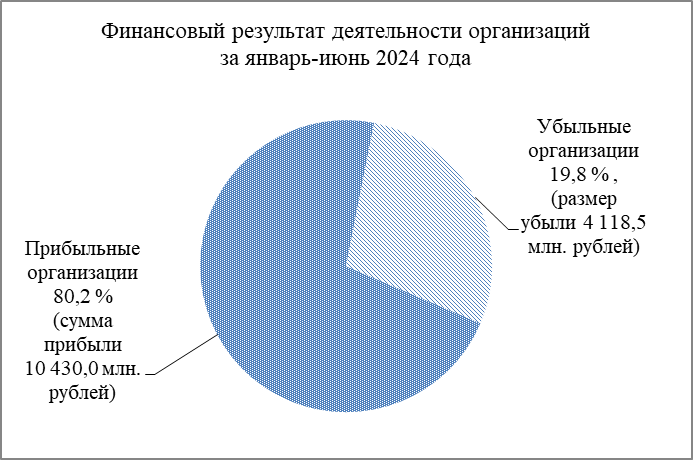 Финансовый результат деятельности организаций
за январь-июнь 2024 года
Убыльные
организации
19,8 % ,
(размер
убыли 4 118,5
млн. рублей)
Прибыльные
организации
80,2 %
(сумма
прибыли
10 430,0 млн.
рублей)